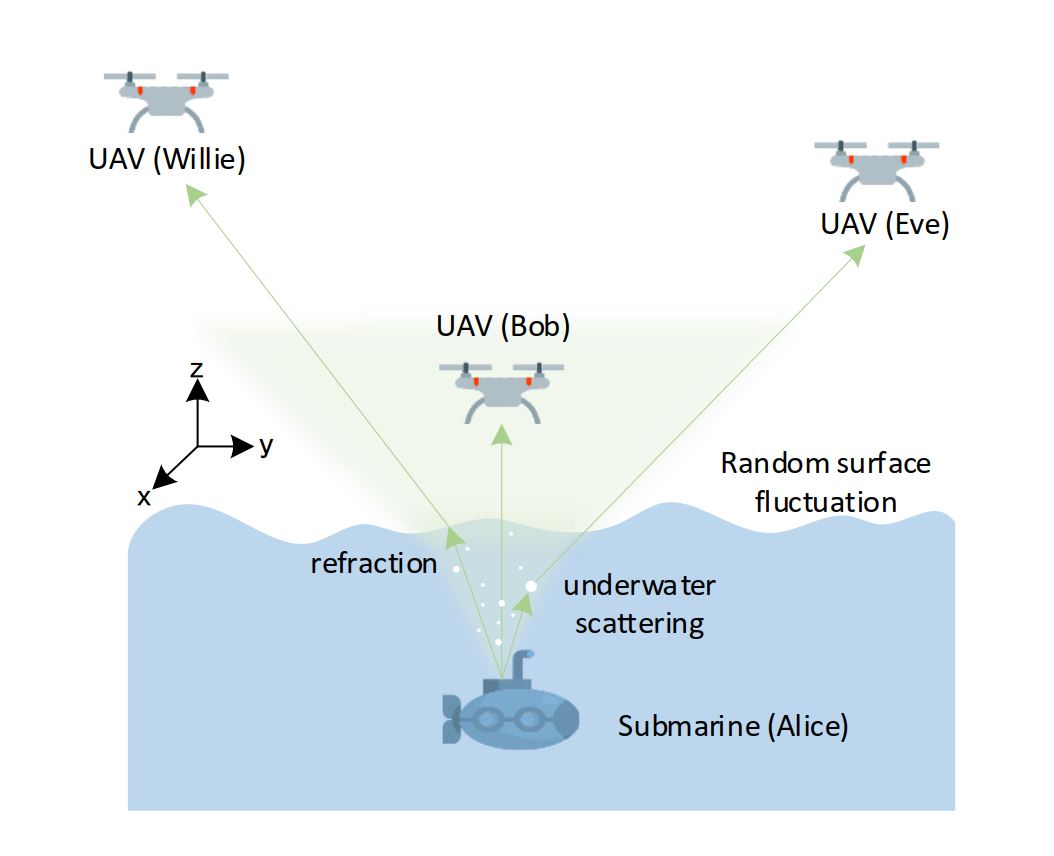 UAV (Willie)
UAV (Eve)
UAV (Bob)
z
y
x
Random surface
fluctuation
refraction
underwater
scattering
Submarine (Alice)